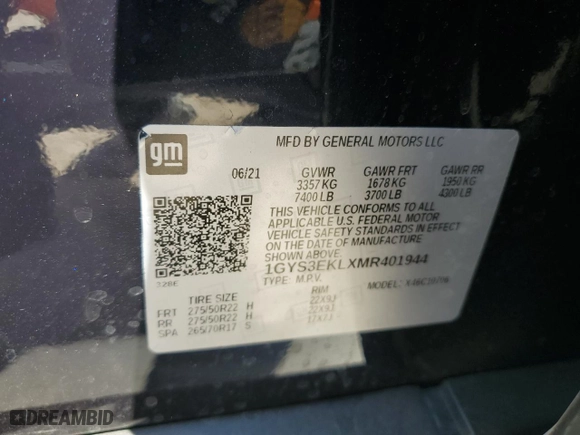 gm
MFD BY GENERAL MOTORS LLC
06/21 GVWR GAWR FRT GAWR RR
3357 KG 1678 KG 1950 KG
7400 LB 3700 LB 4300 LB
THIS VEHICLE CONFORMS TO ALL
APPLICABLE U.S. FEDERAL MOTOR
VEHICLE SAFETY STANDARDS IN EFFECT
ON THE DATE OF MANUFACTURE
SHOWN ABOVE.
1GYS3EKLXMR401944
TYPE: M.P.V. MODEL:
TIRE SIZE RIM
FRT 275/50R22 H 22X9J
RR 275/50R22 H 22X9J
SPA 265/70R17 S 17X7J
DREAMBID